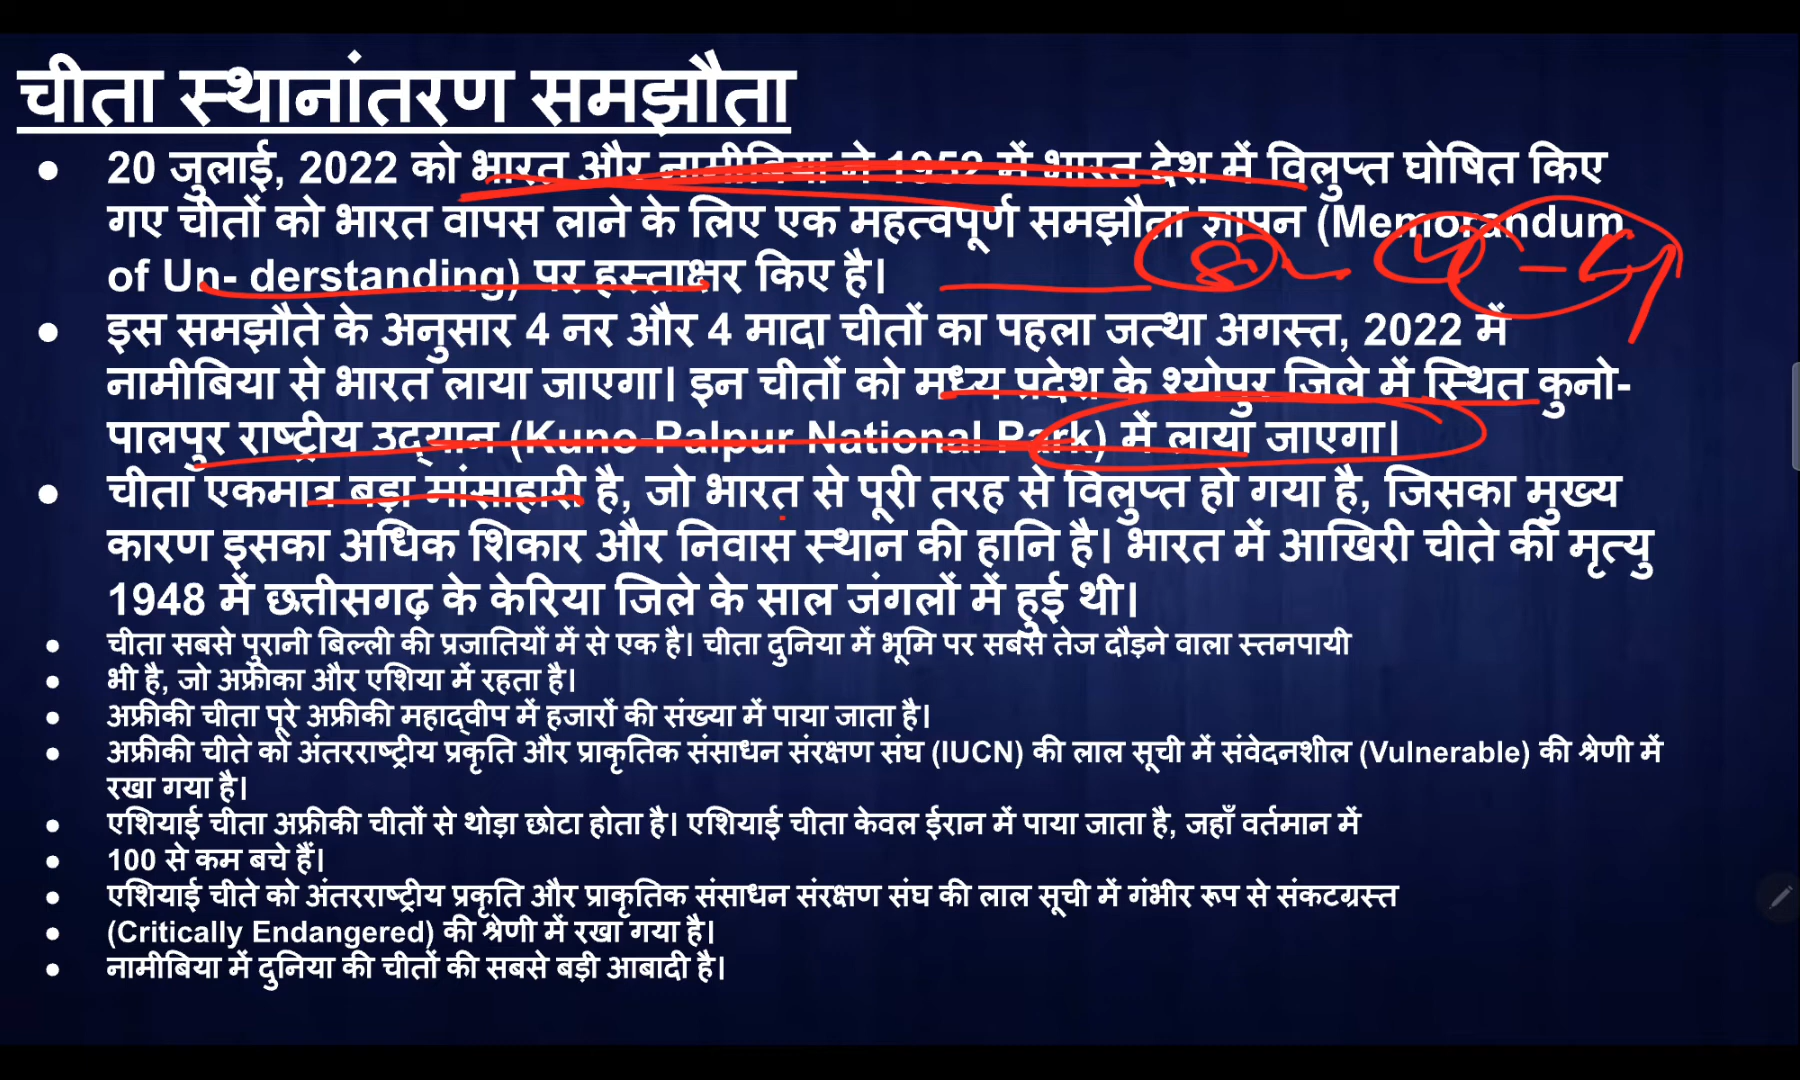 चीता स्थानांतरण समझौता
● 20 जुलाई, 2022 को भारत और नामीबिया ने 1952 में भारत देश में विलुप्त घोषित किए
गए चीतों को भारत वापस लाने के लिए एक महत्वपूर्ण समझौता ज्ञापन (Memorandum
of Un- derstanding) पर हस्ताक्षर किए है।
● इस समझौते के अनुसार 4 नर और 4 मादा चीतों का पहला जत्था अगस्त, 2022 में
नामीबिया से भारत लाया जाएगा। इन चीतों को मध्य प्रदेश के श्योपुर जिले में स्थित कुनो-
पालपुर राष्ट्रीय उद्यान (Kuno-Palpur National Park) में लाया जाएगा।
● चीता एकमात्र बड़ा मांसाहारी है, जो भारत से पूरी तरह से विलुप्त हो गया है, जिसका मुख्य
कारण इसका अधिक शिकार और निवास स्थान की हानि है। भारत में आखिरी चीते की मृत्यु
1948 में छत्तीसगढ़ के केरिया जिले के साल जंगलों में हुई थी।
● चीता सबसे पुरानी बिल्ली की प्रजातियों में से एक है। चीता दुनिया में भूमि पर सबसे तेज दौड़ने वाला स्तनपायी
● भी है, जो अफ्रीका और एशिया में रहता है।
● अफ्रीकी चीता पूरे अफ्रीकी महाद्वीप में हजारों की संख्या में पाया जाता है।
● अफ्रीकी चीते को अंतरराष्ट्रीय प्रकृति और प्राकृतिक संसाधन संरक्षण संघ (IUCN) की लाल सूची में संवेदनशील (Vulnerable) की श्रेणी में
रखा गया है।
● एशियाई चीता अफ्रीकी चीतों से थोड़ा छोटा होता है। एशियाई चीता केवल ईरान में पाया जाता है, जहाँ वर्तमान में
● 100 से कम बचे हैं।
● एशियाई चीते को अंतरराष्ट्रीय प्रकृति और प्राकृतिक संसाधन संरक्षण संघ की लाल सूची में गंभीर रूप से संकटग्रस्त
● (Critically Endangered) की श्रेणी में रखा गया है।
● नामीबिया में दुनिया की चीतों की सबसे बड़ी आबादी है।